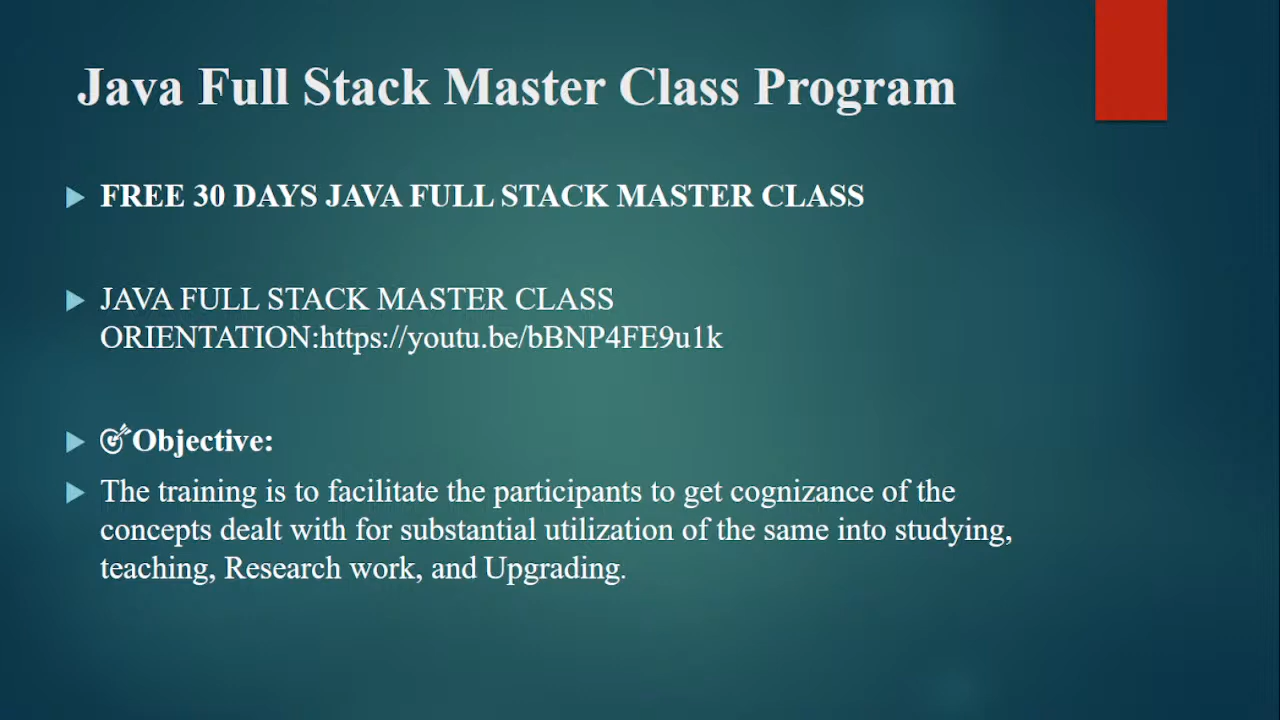 Java Full Stack Master Class Program
FREE 30 DAYS JAVA FULL STACK MASTER CLASS
JAVA FULL STACK MASTER CLASS
ORIENTATION:https://youtu.be/bBNP4FE9u1k
🎯Objective:
The training is to facilitate the participants to get cognizance of the
concepts dealt with for substantial utilization of the same into studying,
teaching, Research work, and Upgrading.